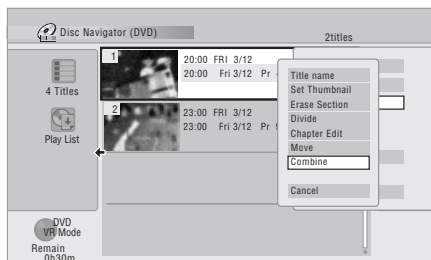 Disc Navigator (DVD)
2titles
4 Titles
Play List
DVD
VR Mode
Remain
0h30m
1
20:00 FRI 3/12
20:00 Fri 3/12 Pr
2
23:00 FRI 3/12
23:00 Fri 3/12 Pr
Title name
Set Thumbnail
Erase Section
Divide
Chapter Edit
Move
Combine
Cancel